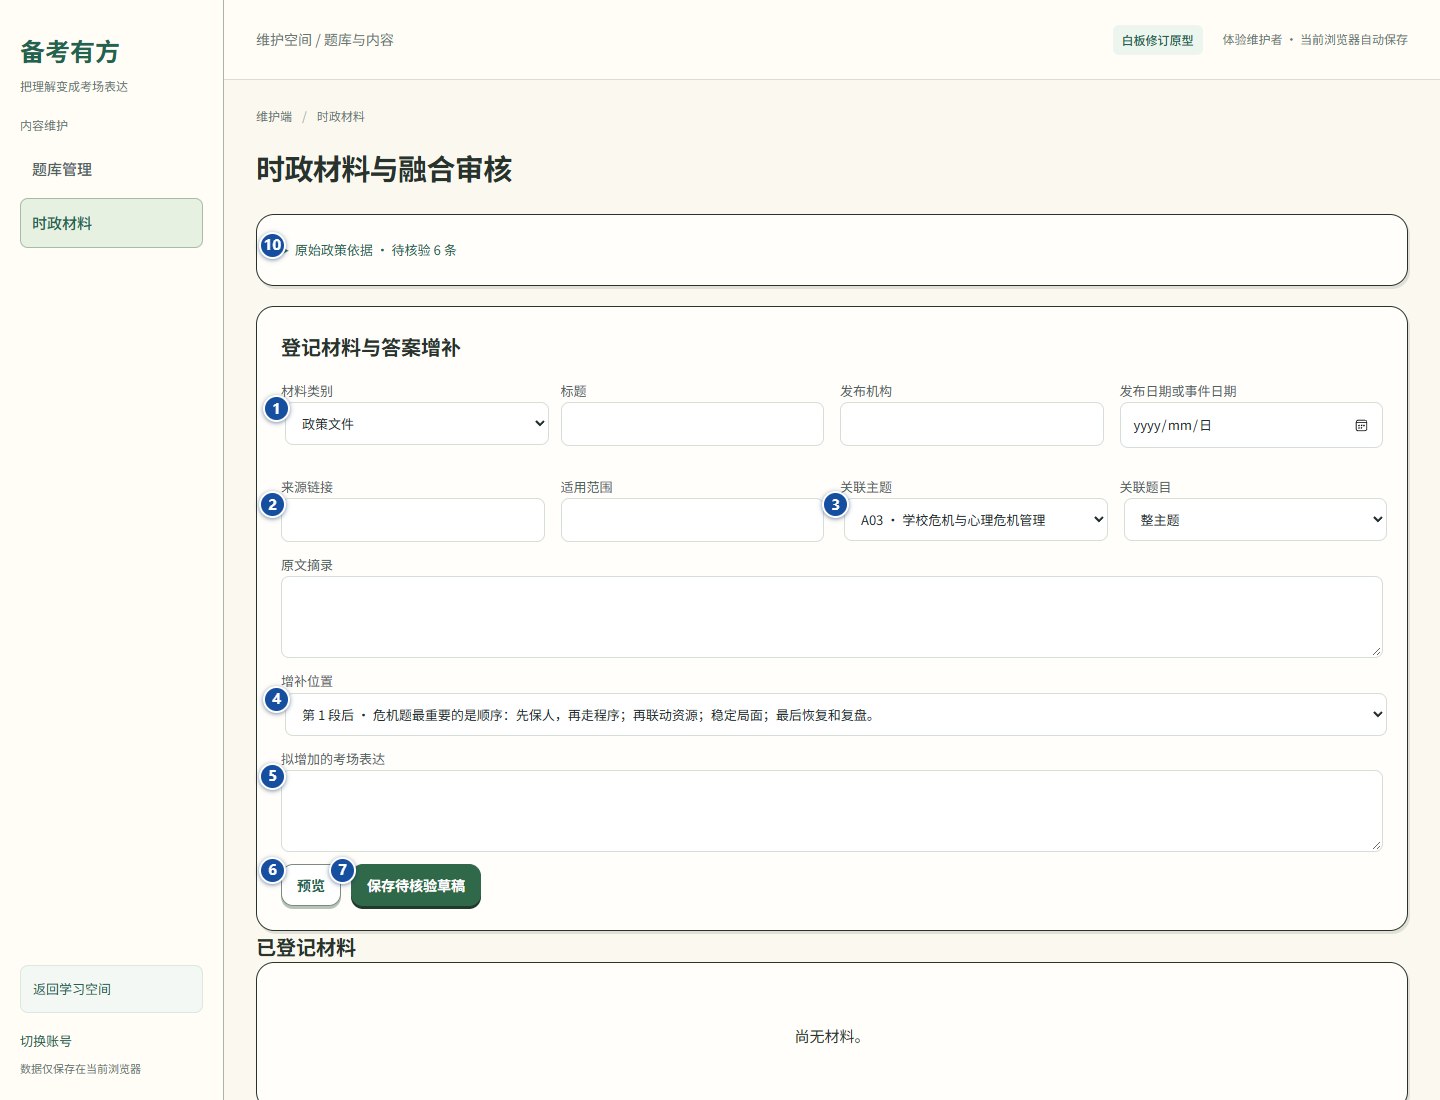 备考有方
把理解变成考场表达
内容维护
题库管理
时政材料
返回学习空间
切换账号
数据仅保存在当前浏览器
维护空间 / 题库与内容
白板修订原型
体验维护者 · 当前浏览器自动保存
维护端 / 时政材料
时政材料与融合审核
10 原始政策依据 · 待核验 6 条
登记材料与答案增补
材料类别
标题
发布机构
发布日期或事件日期
1 政策文件
yyyy/mm/日
来源链接
适用范围
关联主题
关联题目
2
3 A03 · 学校危机与心理危机管理
整主题
原文摘录
增补位置
4 第 1 段后 · 危机题最重要的是顺序：先保人，再走程序；再联动资源；稳定局面；最后恢复和复盘。
拟增加的考场表达
5
6 预览
7 保存待核验草稿
已登记材料
尚无材料。